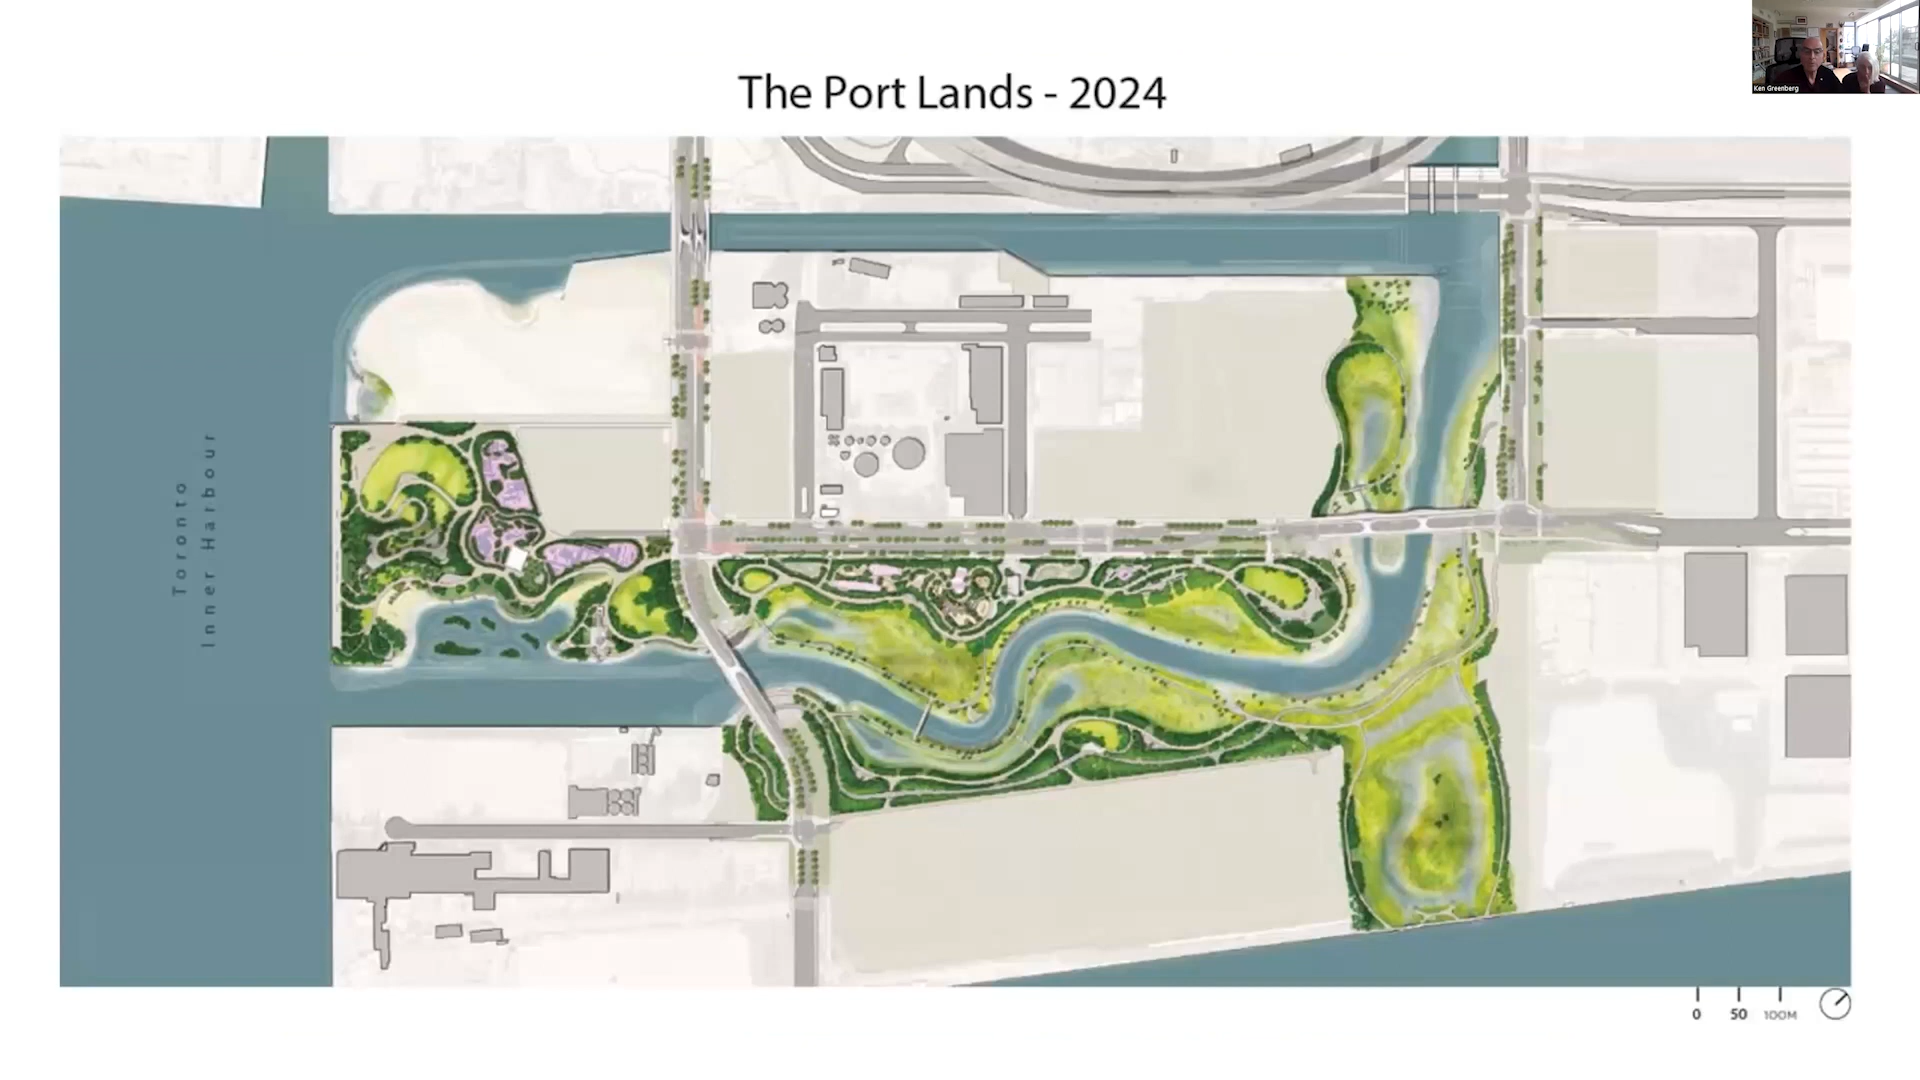 The Port Lands - 2024
Ken Greenberg
Toronto
Inner Harbour
0 50 100M